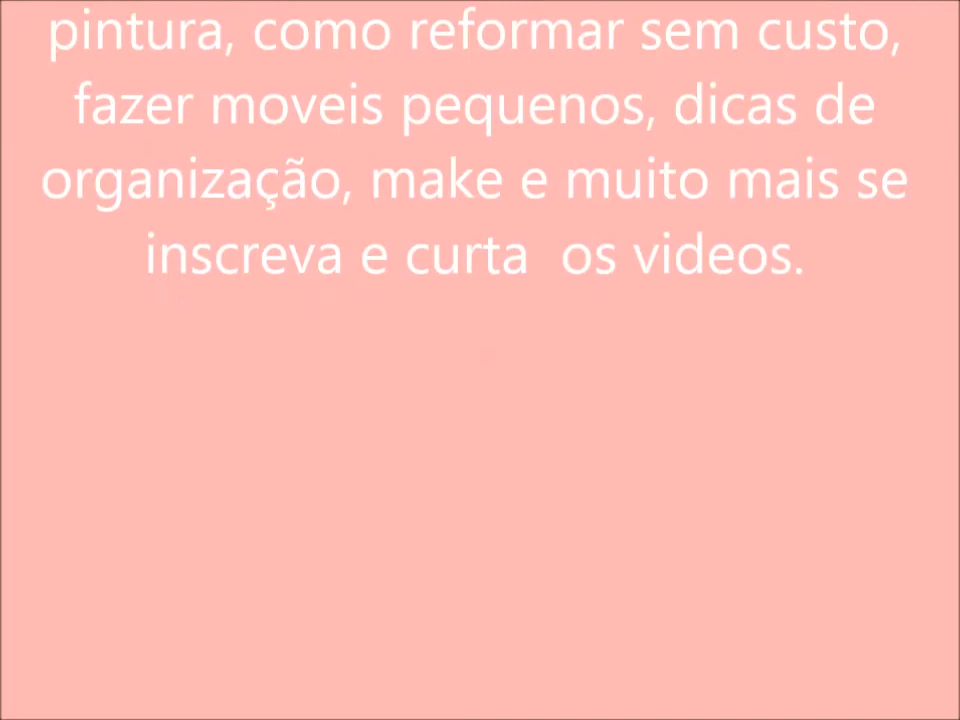 pintura, como reformar sem custo,
fazer moveis pequenos, dicas de
organização, make e muito mais se
inscreva e curta  os videos.